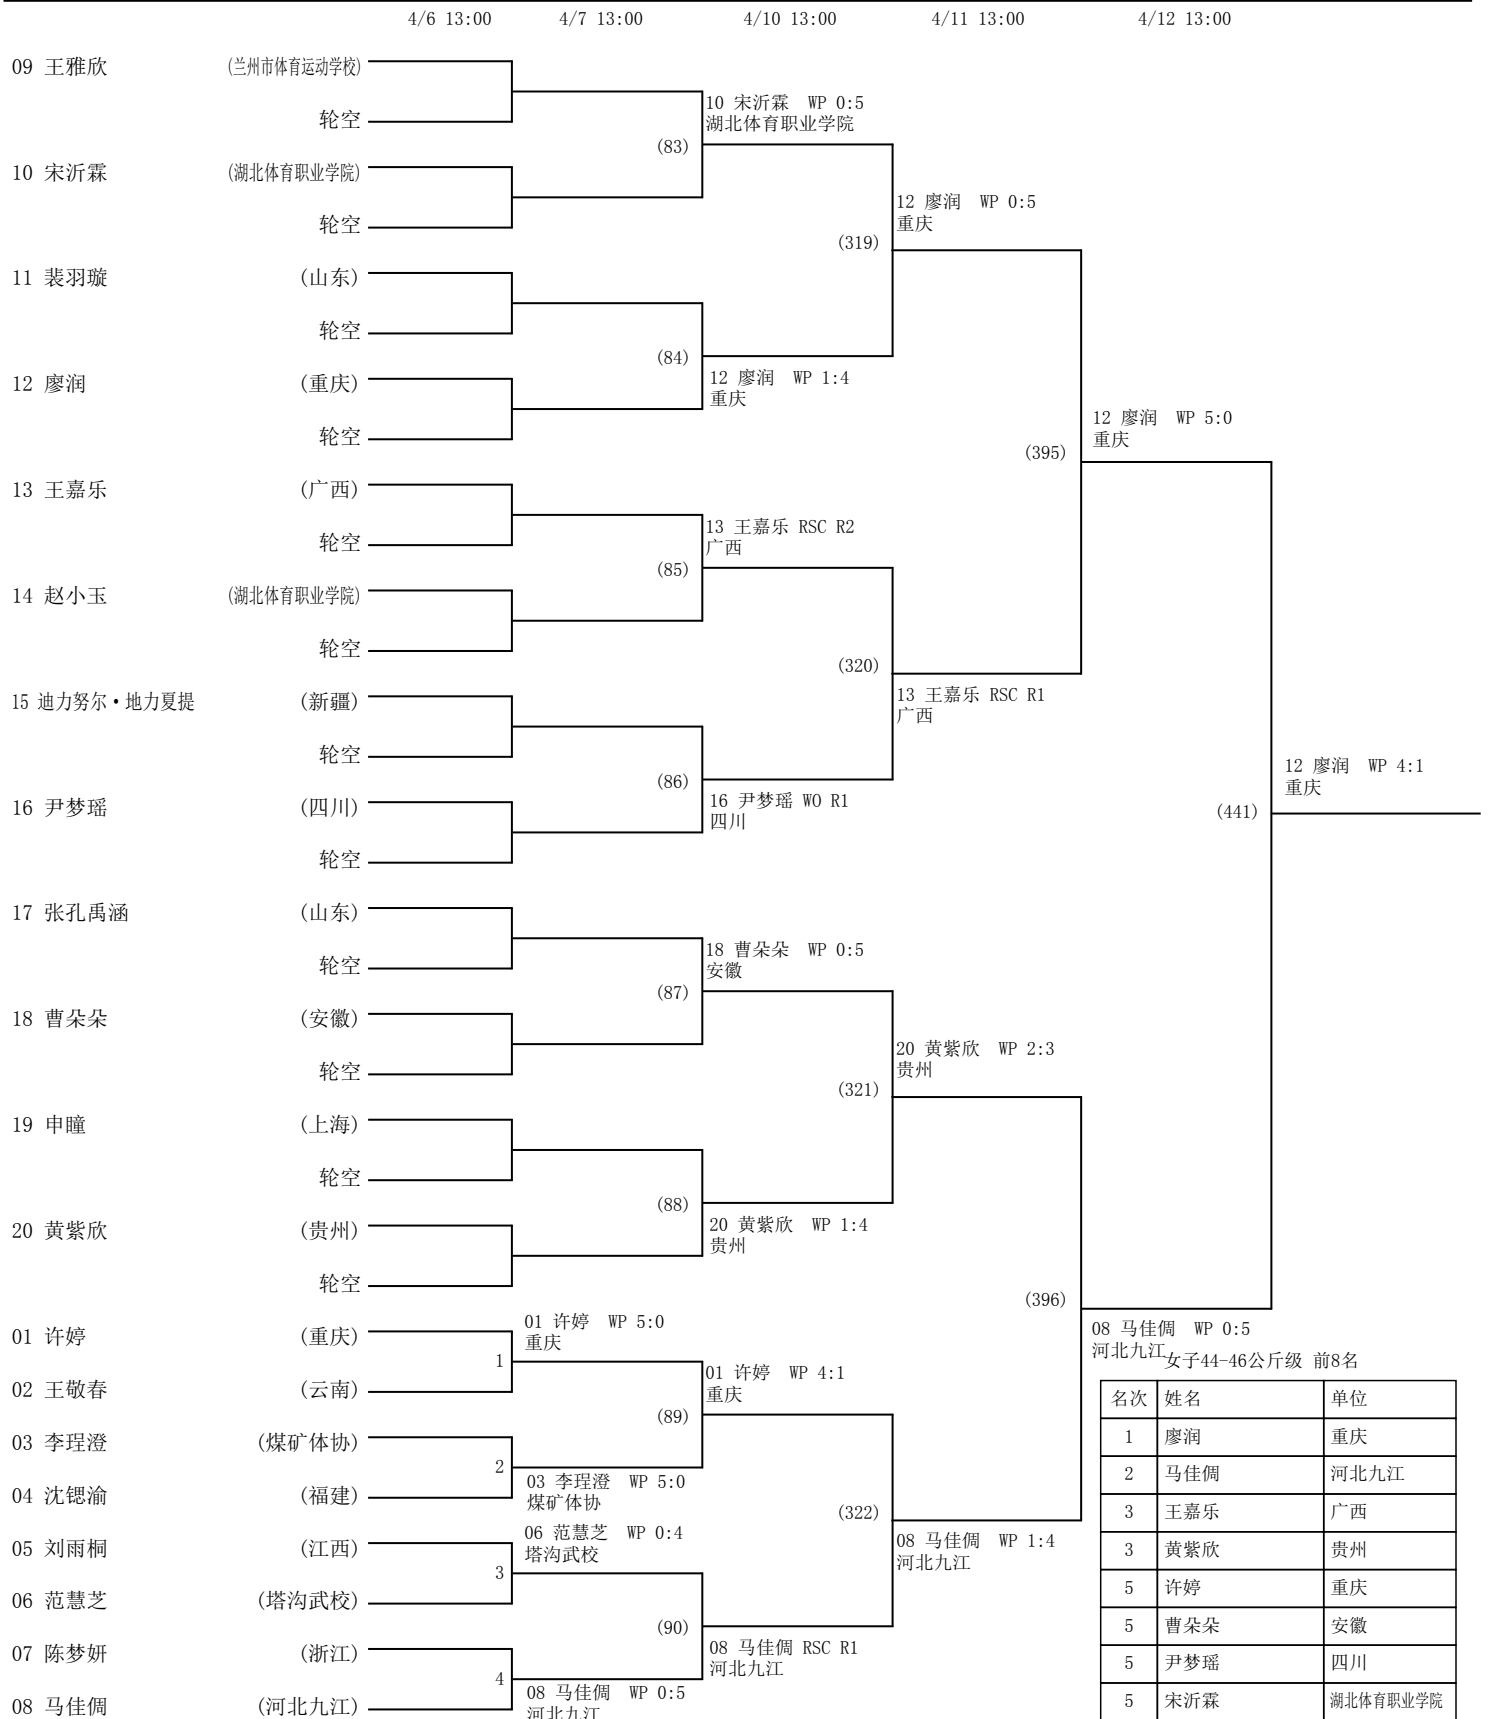 4/6 13:00 4/7 13:00 4/10 13:00 4/11 13:00 4/12 13:00
09 王雅欣 (兰州市体育运动学校)
10 宋沂霖 WP 0:5
湖北体育职业学院
轮空
(83)
10 宋沂霖 (湖北体育职业学院)
12 廖润 WP 0:5
重庆
轮空
(319)
11 裴羽璇 (山东)
轮空
(84)
12 廖润 WP 1:4
重庆
12 廖润 (重庆)
12 廖润 WP 5:0
重庆
轮空
(395)
13 王嘉乐 (广西)
13 王嘉乐 RSC R2
广西
轮空
(85)
14 赵小玉 (湖北体育职业学院)
轮空
(320)
13 王嘉乐 RSC R1
广西
15 迪力努尔·地力夏提 (新疆)
轮空
12 廖润 WP 4:1
重庆
(86)
16 尹梦瑶 WO R1
四川
16 尹梦瑶 (四川)
(441)
轮空
17 张孔禹涵 (山东)
18 曹朵朵 WP 0:5
安徽
轮空
(87)
18 曹朵朵 (安徽)
20 黄紫欣 WP 2:3
贵州
轮空
(321)
19 申瞳 (上海)
轮空
(88)
20 黄紫欣 WP 1:4
贵州
20 黄紫欣 (贵州)
轮空
(396)
01 许婷 WP 5:0
重庆
08 马佳倜 WP 0:5
河北九江
01 许婷 (重庆)
1
01 许婷 WP 4:1
重庆
02 王敬春 (云南)
(89)
03 李珵澄 (煤矿体协)
2
03 李珵澄 WP 5:0
煤矿体协
04 沈锶渝 (福建)
(322)
06 范慧芝 WP 0:4
塔沟武校
08 马佳倜 WP 1:4
河北九江
05 刘雨桐 (江西)
3
06 范慧芝 (塔沟武校)
(90)
08 马佳倜 RSC R1
河北九江
07 陈梦妍 (浙江)
4
08 马佳倜 WP 0:5
河北九江
08 马佳倜 (河北九江)
女子44-46公斤级 前8名
名次 姓名 单位
1 廖润 重庆
2 马佳倜 河北九江
3 王嘉乐 广西
3 黄紫欣 贵州
5 许婷 重庆
5 曹朵朵 安徽
5 尹梦瑶 四川
5 宋沂霖 湖北体育职业学院